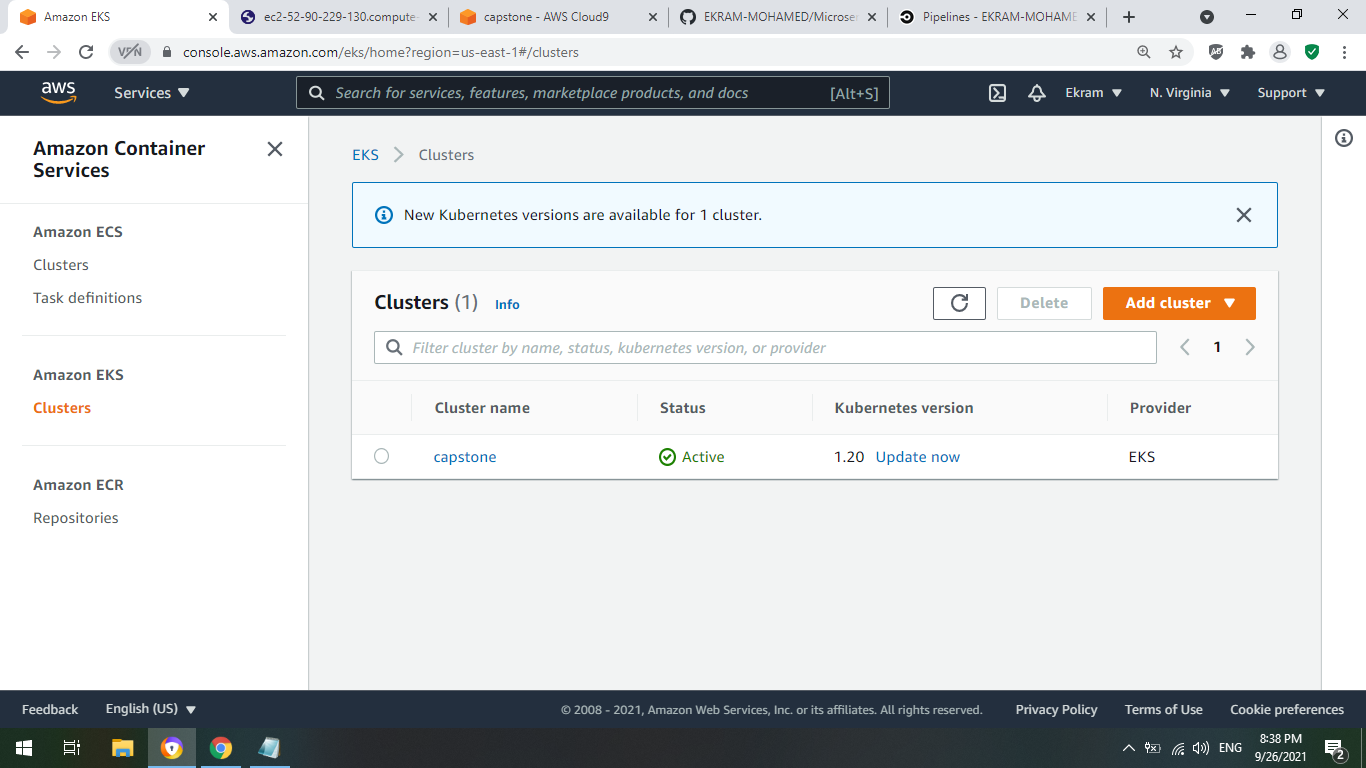 Amazon EKS
ec2-52-90-229-130.compute-
capstone - AWS Cloud9
EKRAM-MOHAMED/Microser
Pipelines - EKRAM-MOHAME
VPN
console.aws.amazon.com/eks/home?region=us-east-1#/clusters
aws
Services
Search for services, features, marketplace products, and docs
[Alt+S]
Ekram
N. Virginia
Support
Amazon Container
Services
Amazon ECS
Clusters
Task definitions
Amazon EKS
Clusters
Amazon ECR
Repositories
EKS
Clusters
New Kubernetes versions are available for 1 cluster.
Clusters (1)
Info
Delete
Add cluster
Filter cluster by name, status, kubernetes version, or provider
1
Cluster name
Status
Kubernetes version
Provider
capstone
Active
1.20 Update now
EKS
Feedback
English (US)
© 2008 - 2021, Amazon Web Services, Inc. or its affiliates. All rights reserved.
Privacy Policy
Terms of Use
Cookie preferences
ENG
8:38 PM
9/26/2021
2